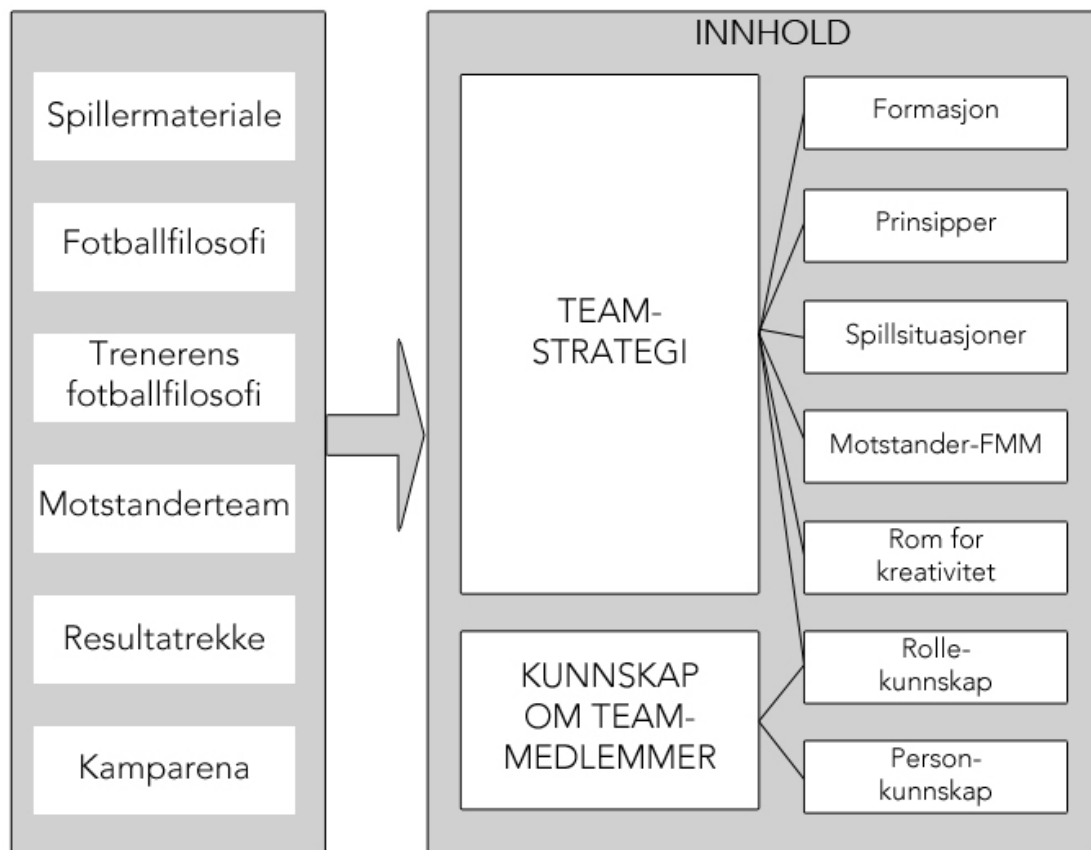 Spillermateriale
Fotballfilosofi
Trenerens
fotballfilosofi
Motstanderteam
Resultatrekke
Kamparena
INNHOLD
TEAM-
STRATEGI
KUNNSKAP
OM TEAM-
MEDLEMMER
Formasjon
Prinsipper
Spillsituasjoner
Motstander-FMM
Rom for
kreativitet
Rolle-
kunnskap
Person-
kunnskap